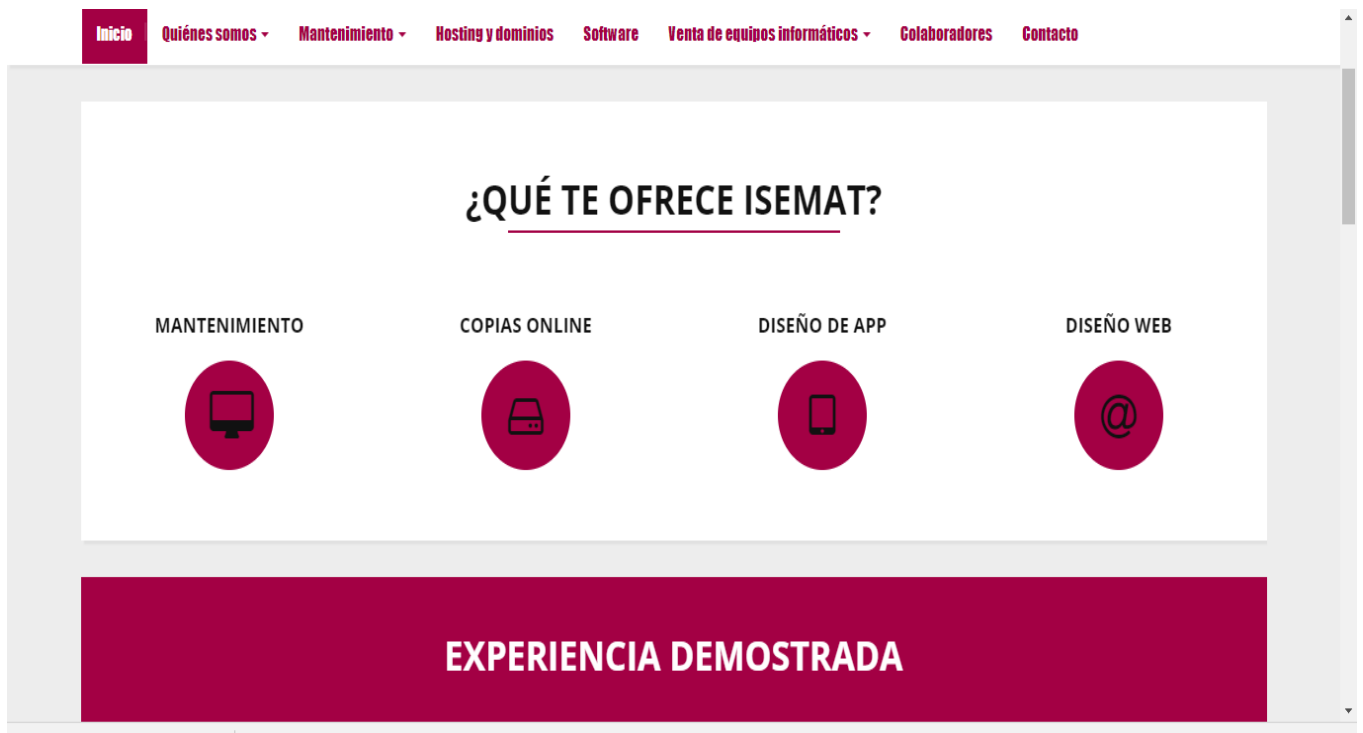 Inicio Quiénes somos Mantenimiento Hosting y dominios Software Venta de equipos informáticos Colaboradores Contacto
¿QUÉ TE OFRECE ISEMAT?
MANTENIMIENTO COPIAS ONLINE DISEÑO DE APP DISEÑO WEB
@
EXPERIENCIA DEMOSTRADA